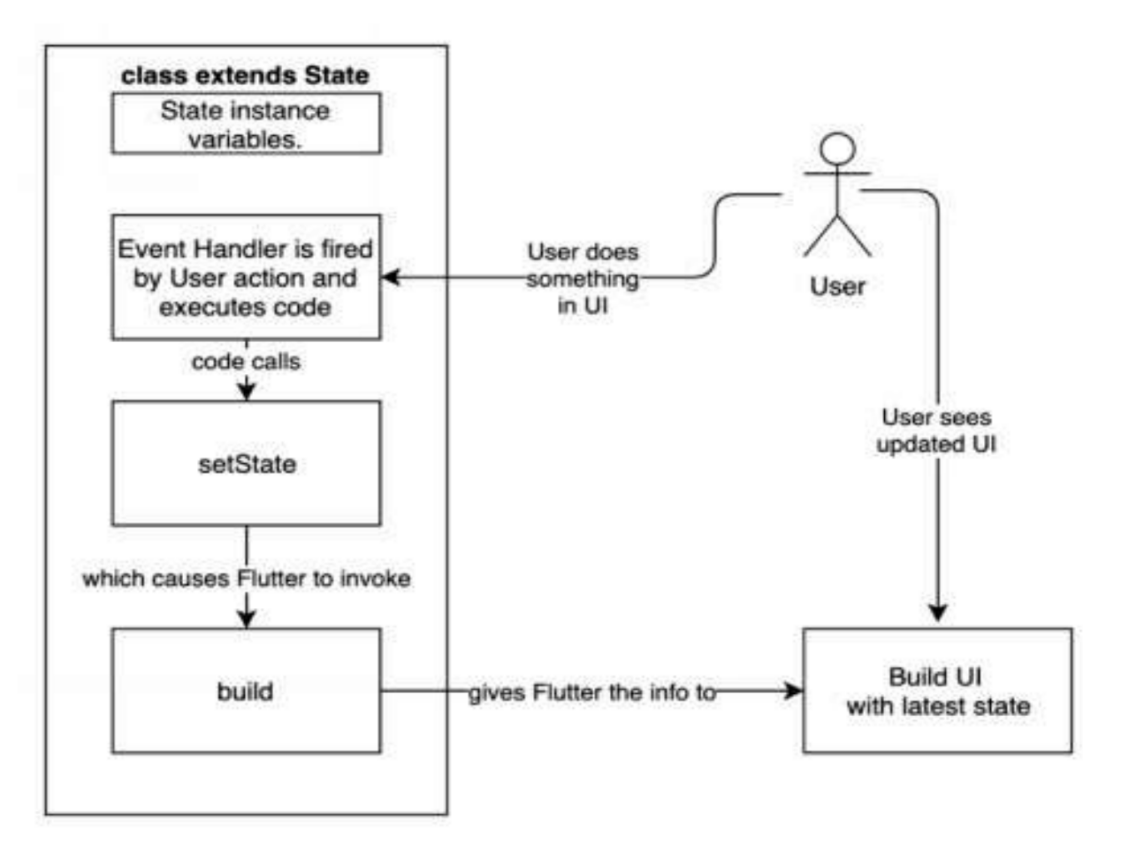 class extends State
State instance
variables.
Event Handler is fired
by User action and
executes code
User does
something
in UI
User
code calls
setState
User sees
updated UI
which causes Flutter to invoke
build
gives Flutter the info to
Build UI
with latest state